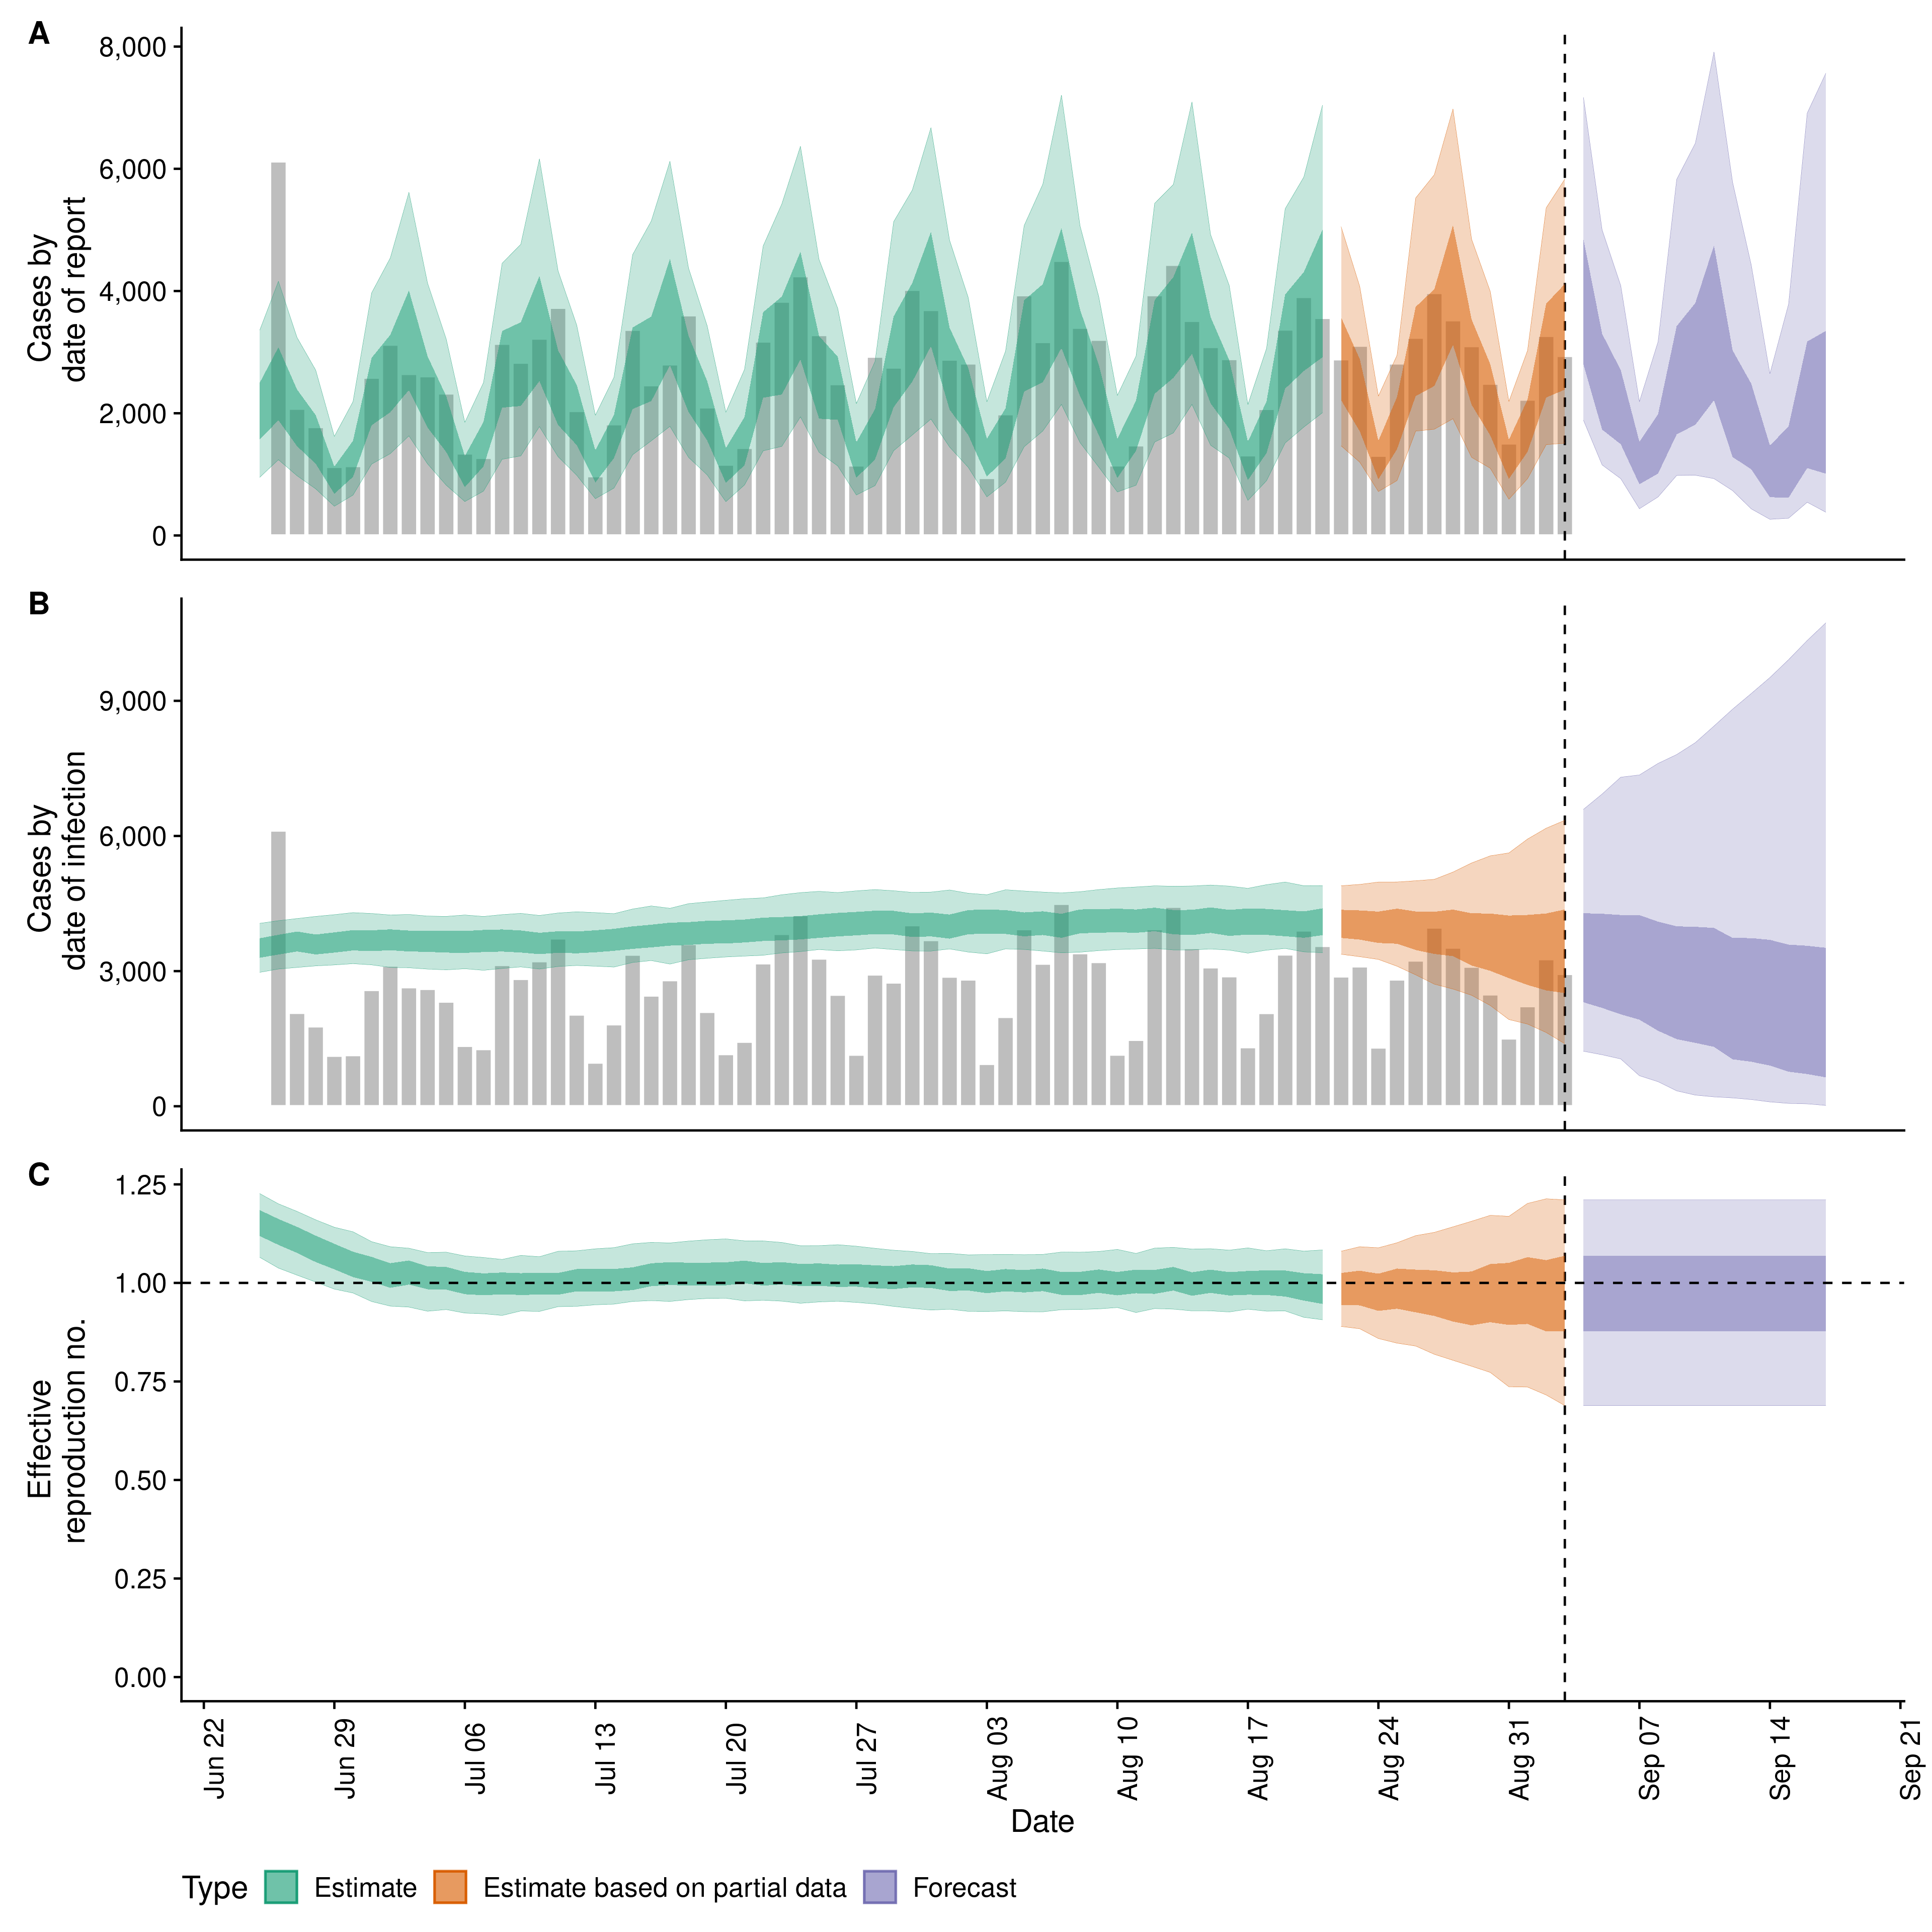 A
8,000
6,000
4,000
2,000
0
Cases by
date of report
B
9,000
6,000
3,000
0
Cases by
date of infection
C
1.25
1.00
0.75
0.50
0.25
0.00
Effective
reproduction no.
Jun 22
Jun 29
Jul 06
Jul 13
Jul 20
Jul 27
Aug 03
Aug 10
Aug 17
Aug 24
Aug 31
Sep 07
Sep 14
Sep 21
Date
Type Estimate Estimate based on partial data Forecast